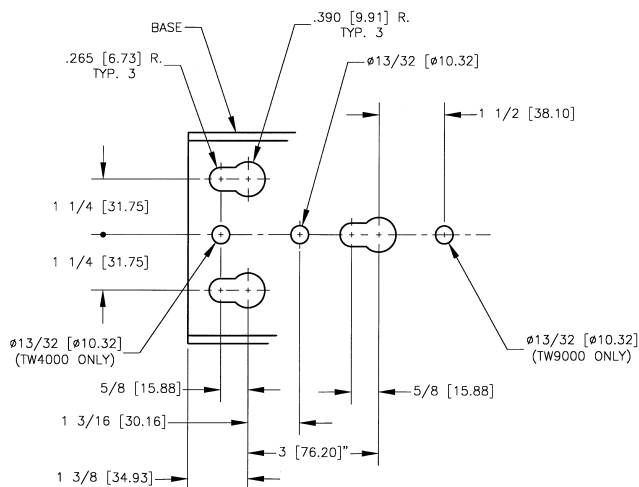 BASE
.390 [9.91] R.
TYP. 3
.265 [6.73] R.
TYP. 3
ø13/32 [ø10.32]
1 1/2 [38.10]
1 1/4 [31.75]
1 1/4 [31.75]
ø13/32 [ø10.32]
(TW4000 ONLY)
ø13/32 [ø10.32]
(TW9000 ONLY)
5/8 [15.88]
5/8 [15.88]
1 3/16 [30.16]
3 [76.20]"
1 3/8 [34.93]